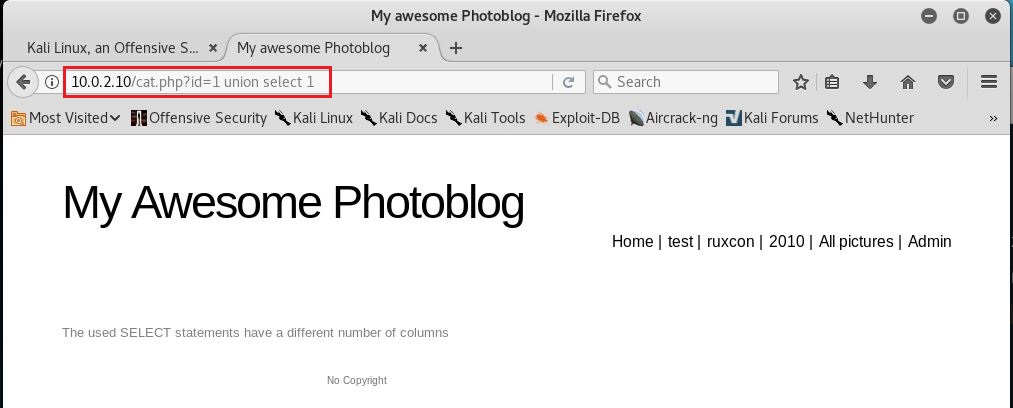 My awesome Photoblog - Mozilla Firefox
Kali Linux, an Offensive S... My awesome Photoblog
10.0.2.10/cat.php?id=1 union select 1 Search
Most Visited Offensive Security Kali Linux Kali Docs Kali Tools Exploit-DB Aircrack-ng Kali Forums NetHunter »
My Awesome Photoblog
Home | test | ruxcon | 2010 | All pictures | Admin
The used SELECT statements have a different number of columns
No Copyright